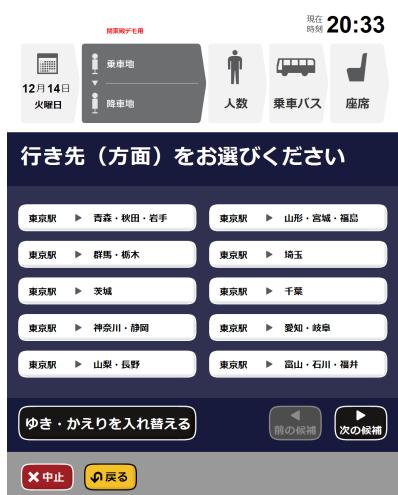 関東殿デモ用
現在時刻 20:33
12月14日
火曜日
乗車地
降車地
人数
乗車バス
座席
行き先（方面）をお選びください
東京駅 ▶ 青森・秋田・岩手
東京駅 ▶ 山形・宮城・福島
東京駅 ▶ 群馬・栃木
東京駅 ▶ 埼玉
東京駅 ▶ 茨城
東京駅 ▶ 千葉
東京駅 ▶ 神奈川・静岡
東京駅 ▶ 愛知・岐阜
東京駅 ▶ 山梨・長野
東京駅 ▶ 富山・石川・福井
ゆき・かえりを入れ替える
前の候補
次の候補
中止
戻る